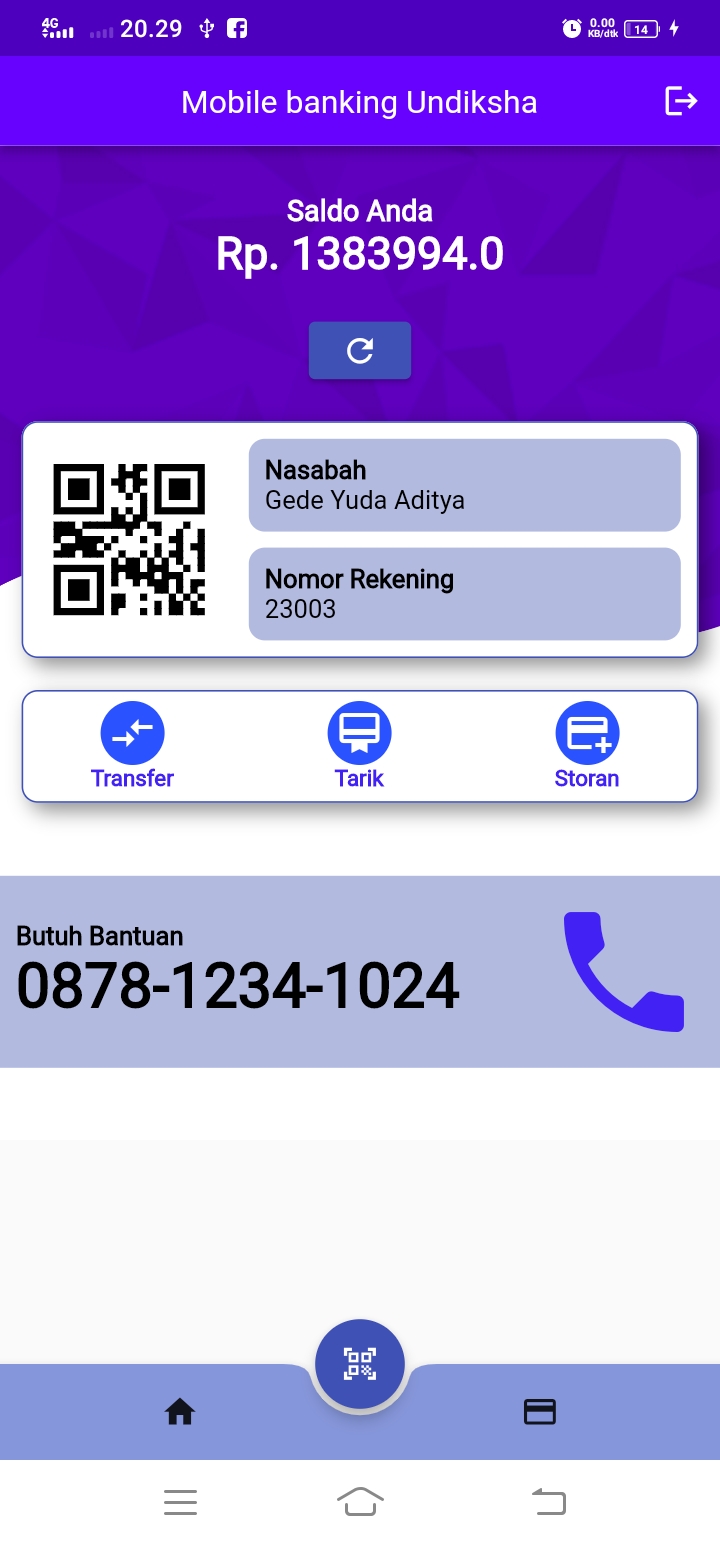 4G 20.29 0.00 KB/dtk 14
Mobile banking Undiksha
Saldo Anda
Rp. 1383994.0
Nasabah
Gede Yuda Aditya
Nomor Rekening
23003
Transfer Tarik Storan
Butuh Bantuan
0878-1234-1024